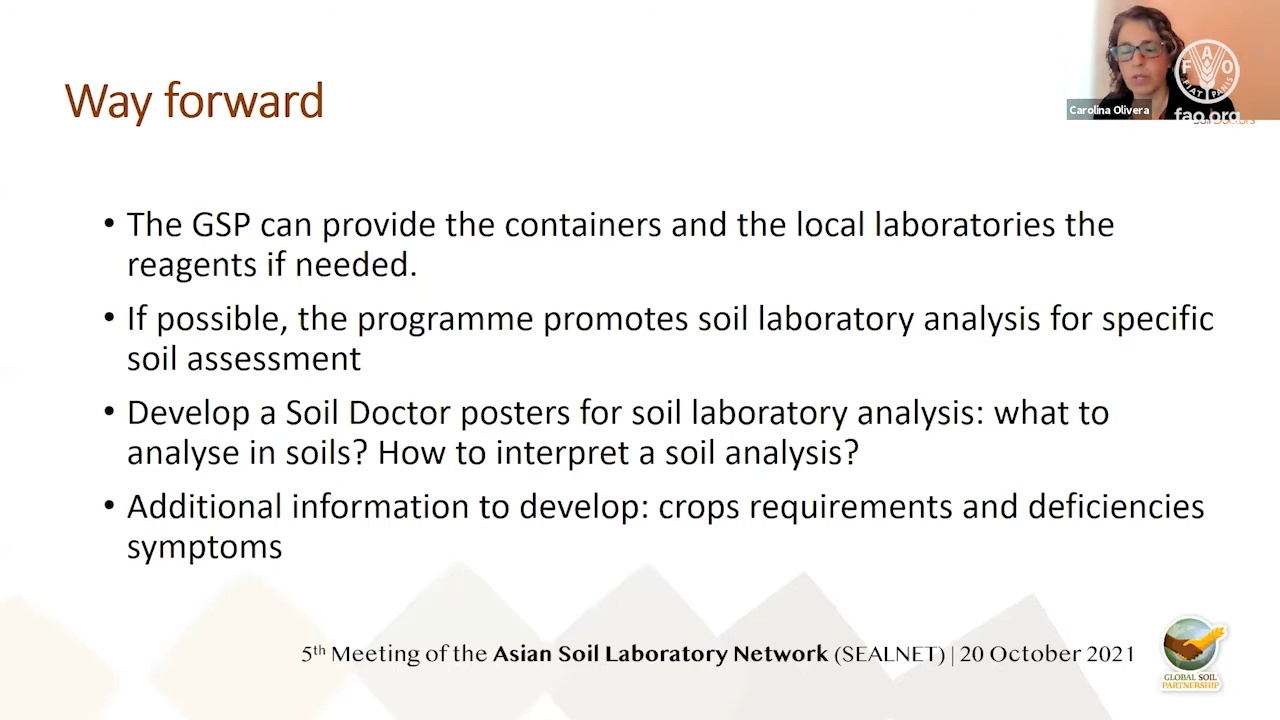 Way forward
Carolina Olivera
FAO
FIAT PANIS
fao.org
• The GSP can provide the containers and the local laboratories the
reagents if needed.
• If possible, the programme promotes soil laboratory analysis for specific
soil assessment
• Develop a Soil Doctor posters for soil laboratory analysis: what to
analyse in soils? How to interpret a soil analysis?
• Additional information to develop: crops requirements and deficiencies
symptoms
5th Meeting of the Asian Soil Laboratory Network (SEALNET) | 20 October 2021
GLOBAL SOIL
PARTNERSHIP